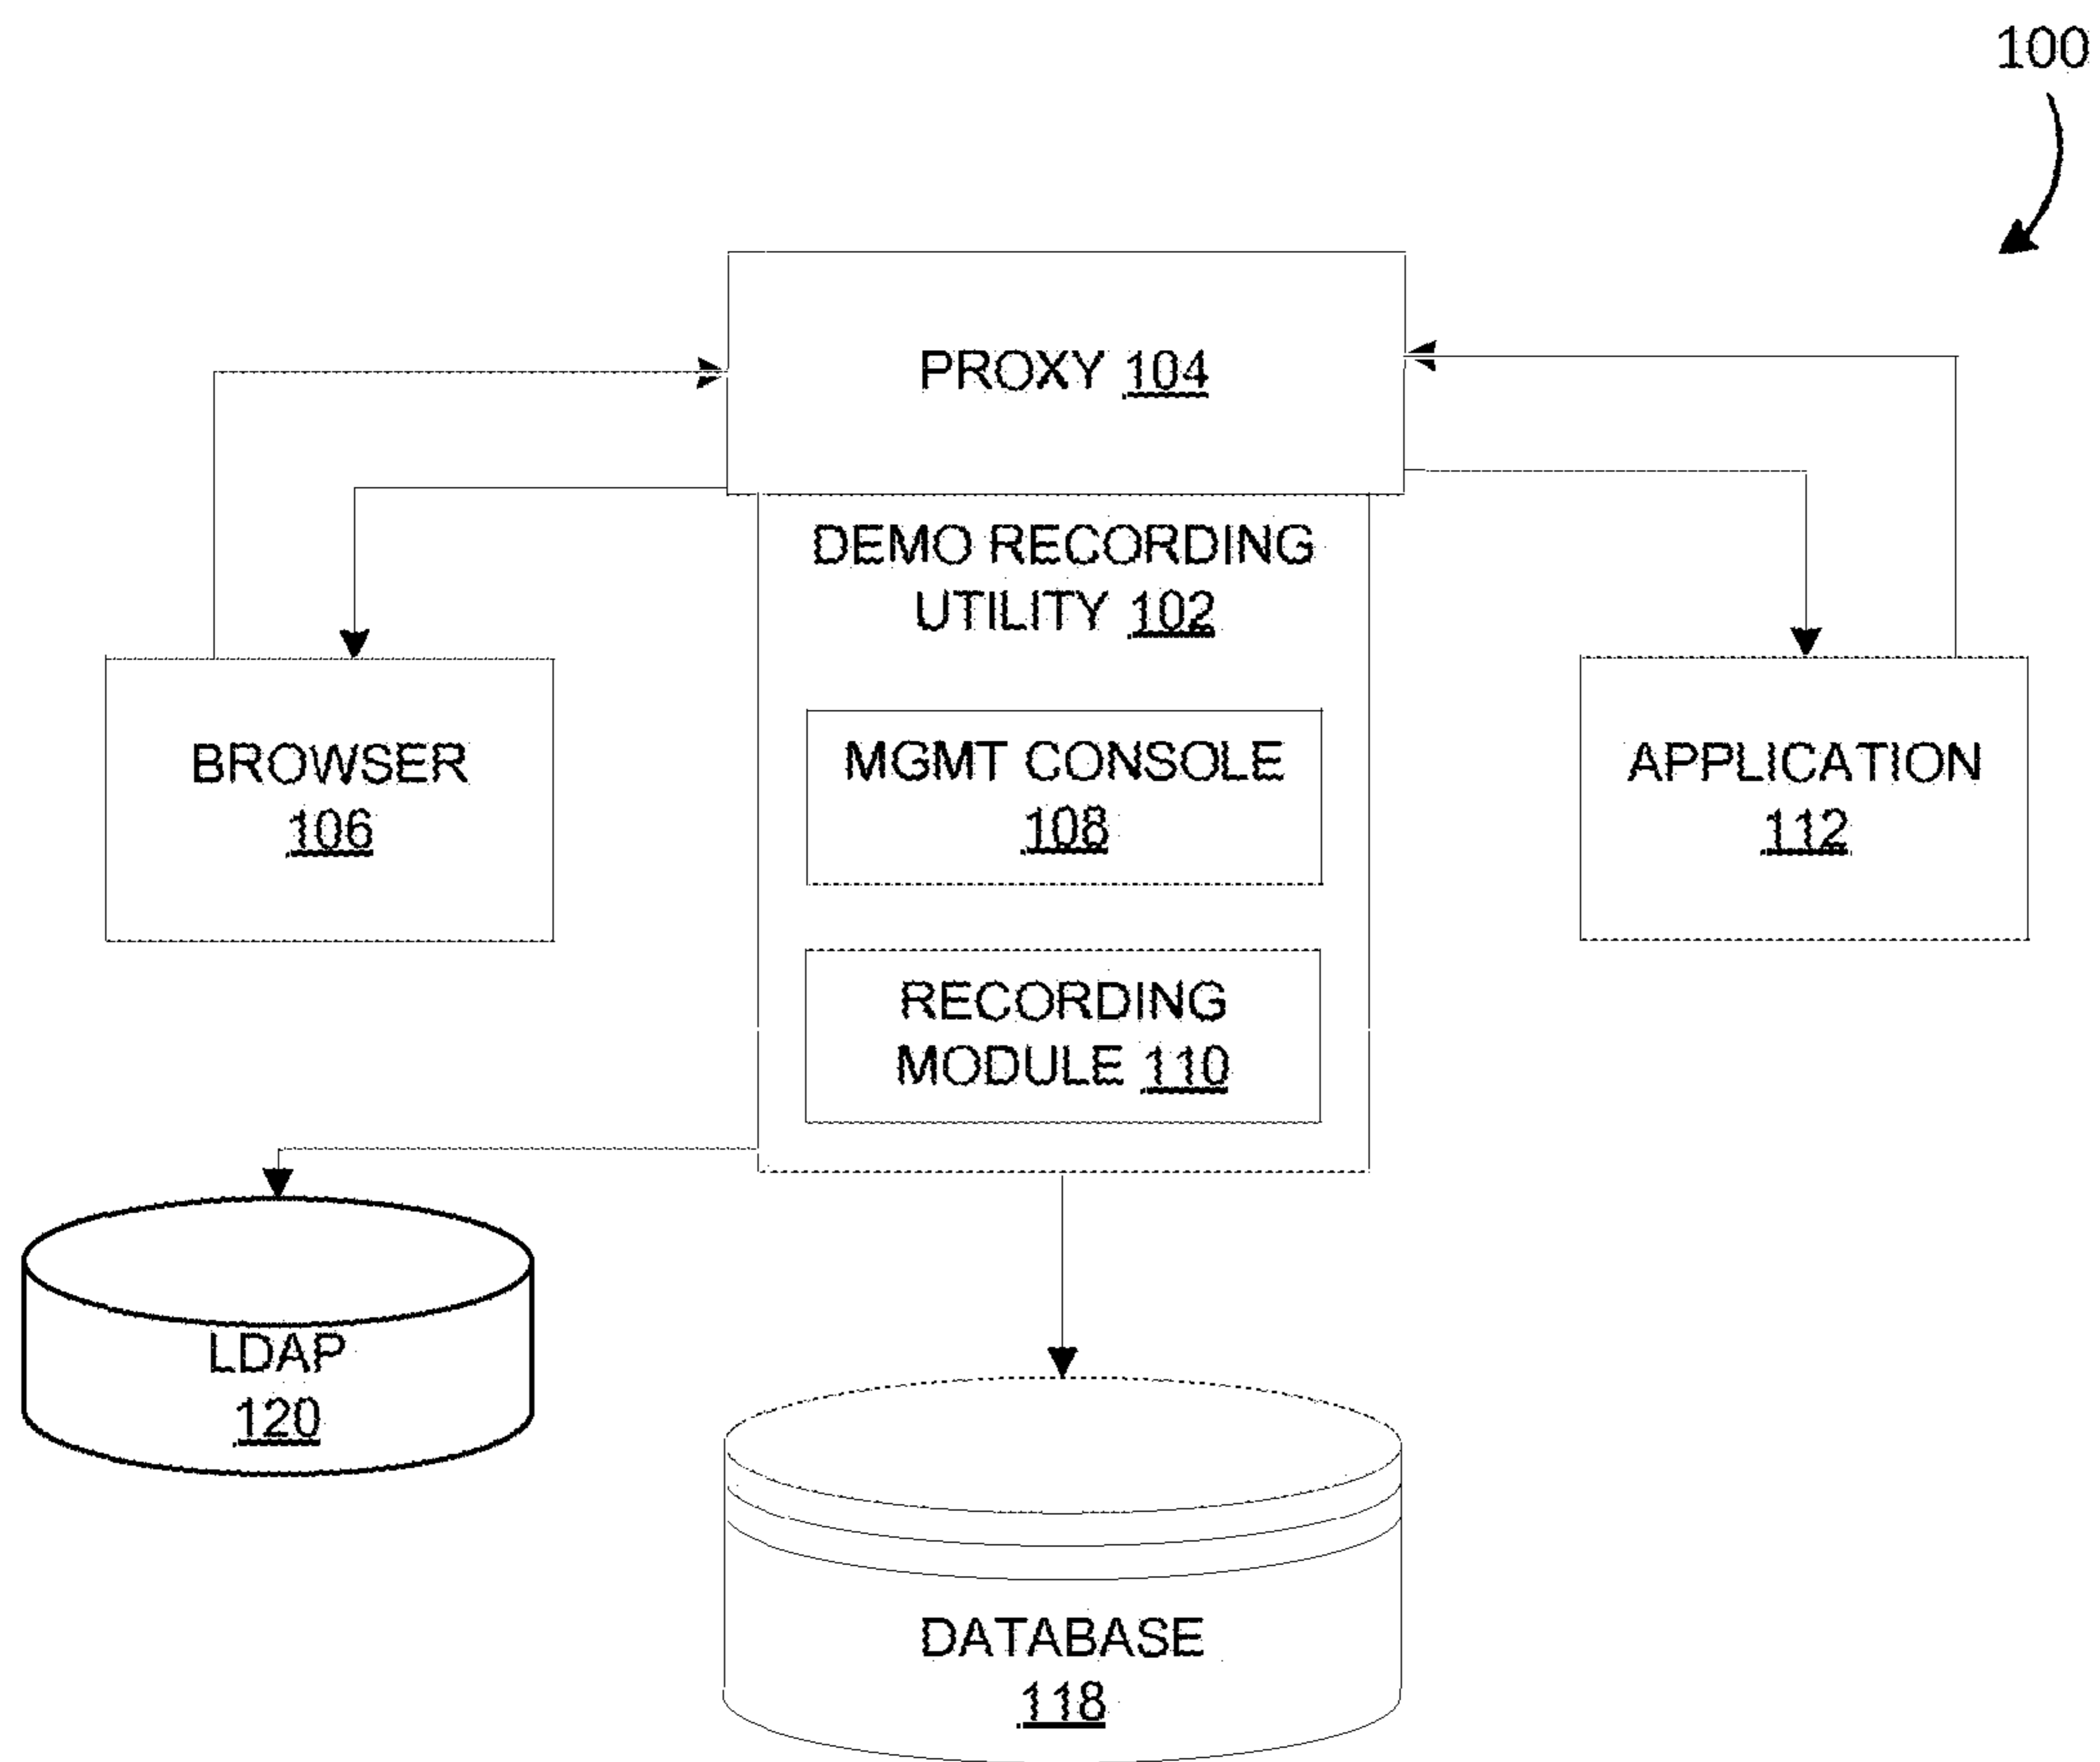 100
PROXY 104
DEMO RECORDING
UTILITY 102
BROWSER
106
MGMT CONSOLE
108
APPLICATION
112
RECORDING
MODULE 110
LDAP
120
DATABASE
118